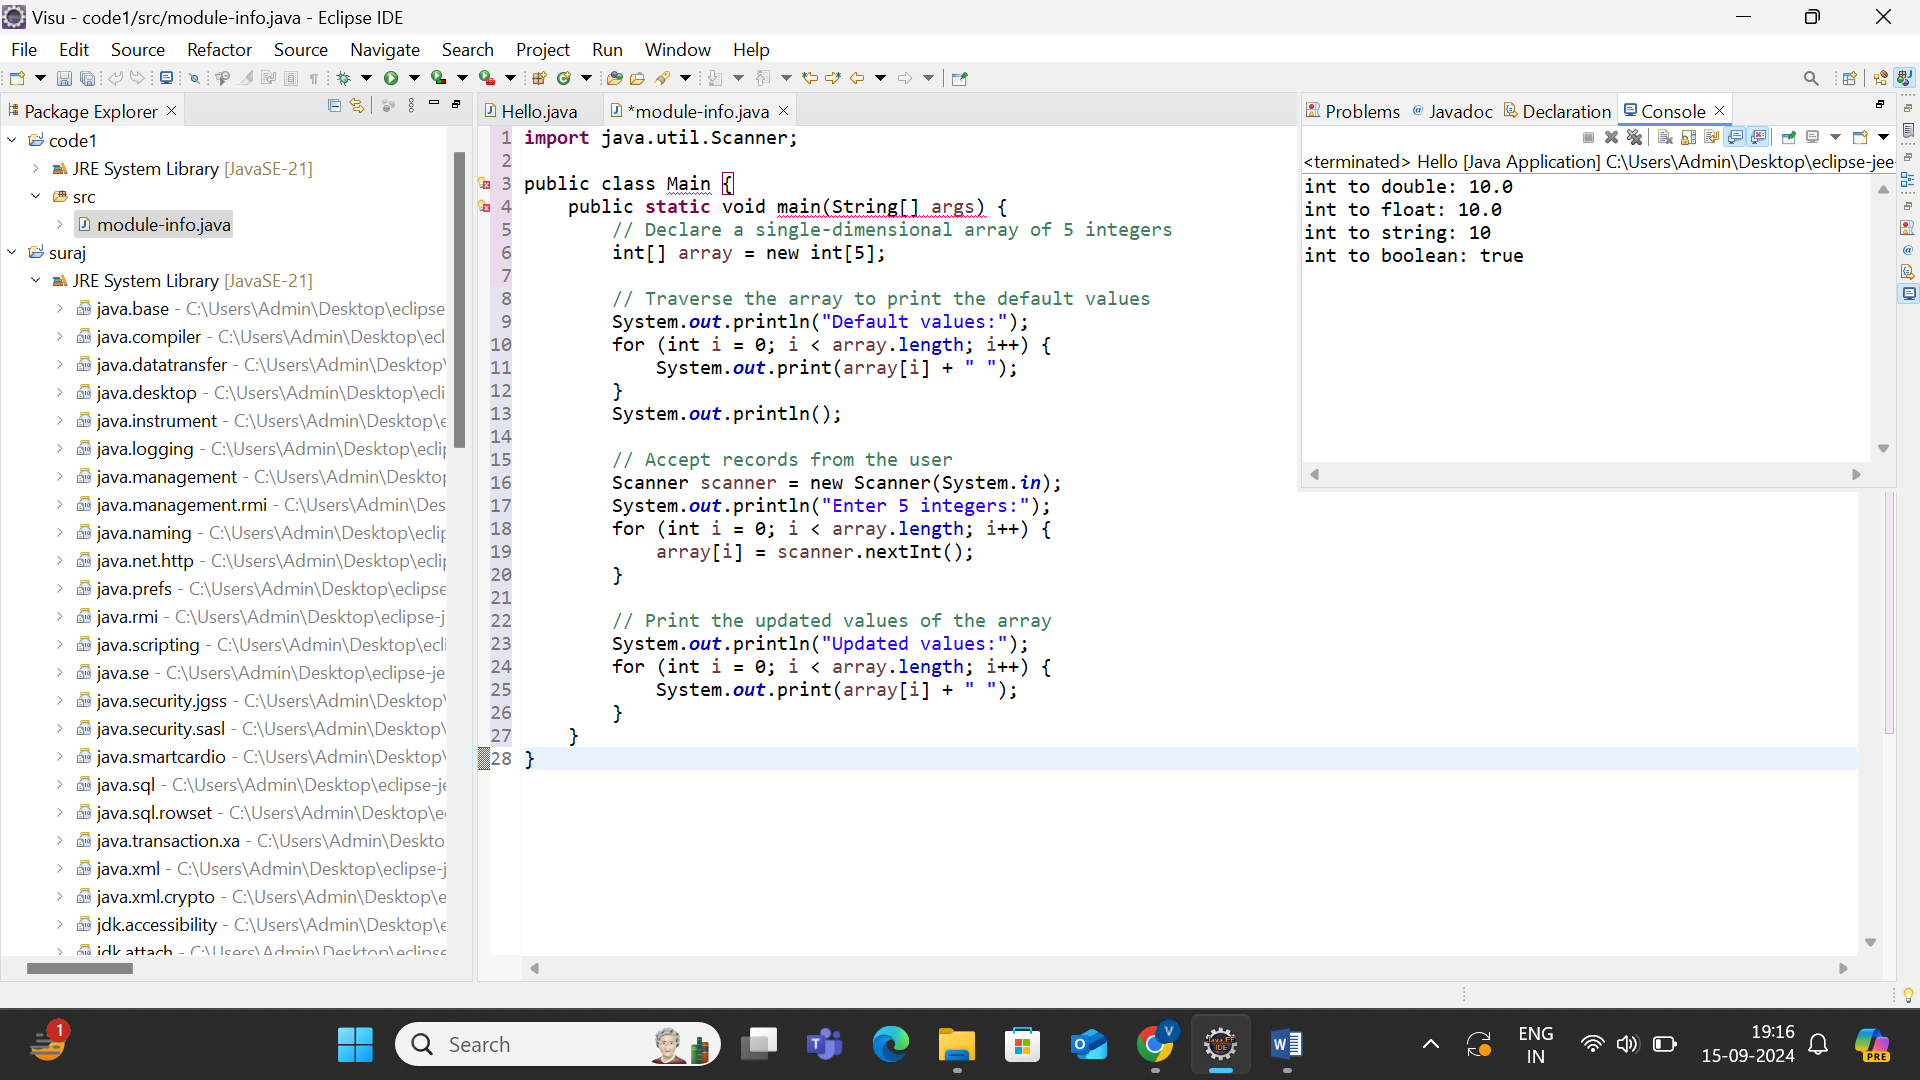 Visu - code1/src/module-info.java - Eclipse IDE
File Edit Source Refactor Source Navigate Search Project Run Window Help
Package Explorer
code1
JRE System Library [JavaSE-21]
src
module-info.java
suraj
JRE System Library [JavaSE-21]
java.base - C:\Users\Admin\Desktop\eclipse
java.compiler - C:\Users\Admin\Desktop\ecl
java.datatransfer - C:\Users\Admin\Desktop\
java.desktop - C:\Users\Admin\Desktop\ecli
java.instrument - C:\Users\Admin\Desktop\e
java.logging - C:\Users\Admin\Desktop\eclip
java.management - C:\Users\Admin\Desktop
java.management.rmi - C:\Users\Admin\Des
java.naming - C:\Users\Admin\Desktop\eclip
java.net.http - C:\Users\Admin\Desktop\eclip
java.prefs - C:\Users\Admin\Desktop\eclipse
java.rmi - C:\Users\Admin\Desktop\eclipse-j
java.scripting - C:\Users\Admin\Desktop\ecli
java.se - C:\Users\Admin\Desktop\eclipse-je
java.security.jgss - C:\Users\Admin\Desktop\
java.security.sasl - C:\Users\Admin\Desktop\
java.smartcardio - C:\Users\Admin\Desktop\
java.sql - C:\Users\Admin\Desktop\eclipse-je
java.sql.rowset - C:\Users\Admin\Desktop\e
java.transaction.xa - C:\Users\Admin\Deskto
java.xml - C:\Users\Admin\Desktop\eclipse-j
java.xml.crypto - C:\Users\Admin\Desktop\e
jdk.accessibility - C:\Users\Admin\Desktop\e
jdk.attach - C:\Users\Admin\Desktop\eclipse
Hello.java *module-info.java
1 import java.util.Scanner;
2
3 public class Main {
4 public static void main(String[] args) {
5 // Declare a single-dimensional array of 5 integers
6 int[] array = new int[5];
7
8 // Traverse the array to print the default values
9 System.out.println("Default values:");
10 for (int i = 0; i < array.length; i++) {
11 System.out.print(array[i] + " ");
12 }
13 System.out.println();
14
15 // Accept records from the user
16 Scanner scanner = new Scanner(System.in);
17 System.out.println("Enter 5 integers:");
18 for (int i = 0; i < array.length; i++) {
19 array[i] = scanner.nextInt();
20 }
21
22 // Print the updated values of the array
23 System.out.println("Updated values:");
24 for (int i = 0; i < array.length; i++) {
25 System.out.print(array[i] + " ");
26 }
27 }
28 }
Problems Javadoc Declaration Console
<terminated> Hello [Java Application] C:\Users\Admin\Desktop\eclipse-jee
int to double: 10.0
int to float: 10.0
int to string: 10
int to boolean: true
1
Search
V
PRE
ENG
IN
19:16
15-09-2024